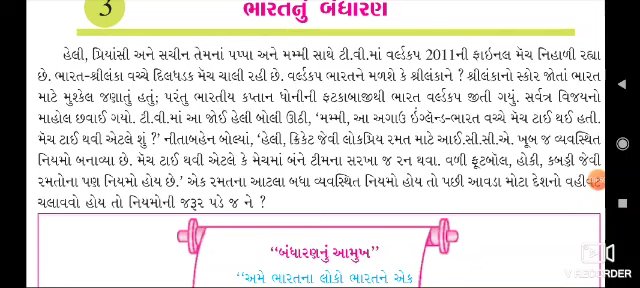 3
ભારતનું બંધારણ
હેલી, પ્રિયાંસી અને સચીન તેમનાં પપ્પા અને મમ્મી સાથે ટી.વી.માં વર્લ્ડકપ 2011ની ફાઇનલ મૅચ નિહાળી રહ્યા
છે. ભારત-શ્રીલંકા વચ્ચે દિલધડક મૅચ ચાલી રહી છે. વર્લ્ડકપ ભારતને મળશે કે શ્રીલંકાને ? શ્રીલંકાનો સ્કોર જોતાં ભારત
માટે મુશ્કેલ જણાતું હતું; પરંતુ ભારતીય કપ્તાન ધોનીની ફટકાબાજીથી ભારત વર્લ્ડકપ જીતી ગયું. સર્વત્ર વિજયનો
માહોલ છવાઈ ગયો. ટી.વી.માં આ જોઈ હેલી બોલી ઊઠી, ‘મમ્મી, આ અગાઉ ઇંગ્લૅન્ડ-ભારત વચ્ચે મૅચ ટાઈ થઈ હતી.
મૅચ ટાઈ થવી એટલે શું ?’ નીતાબહેન બોલ્યાં, ‘હેલી, ક્રિકેટ જેવી લોકપ્રિય રમત માટે આઈ.સી.સી.એ. ખૂબ જ વ્યવસ્થિત
નિયમો બનાવ્યા છે. મૅચ ટાઈ થવી એટલે કે મેચમાં બંને ટીમના સરખા જ રન થવા. વળી ફૂટબોલ, હોકી, કબડ્ડી જેવી
રમતોના પણ નિયમો હોય છે.’ એક રમતના આટલા બધા વ્યવસ્થિત નિયમો હોય તો પછી આવડા મોટા દેશનો વહીવટ
ચલાવવો હોય તો નિયમોની જરૂર પડે જ ને ?
“બંધારણનું આમુખ”
“અમે ભારતના લોકો ભારતને એક
V RECORDER